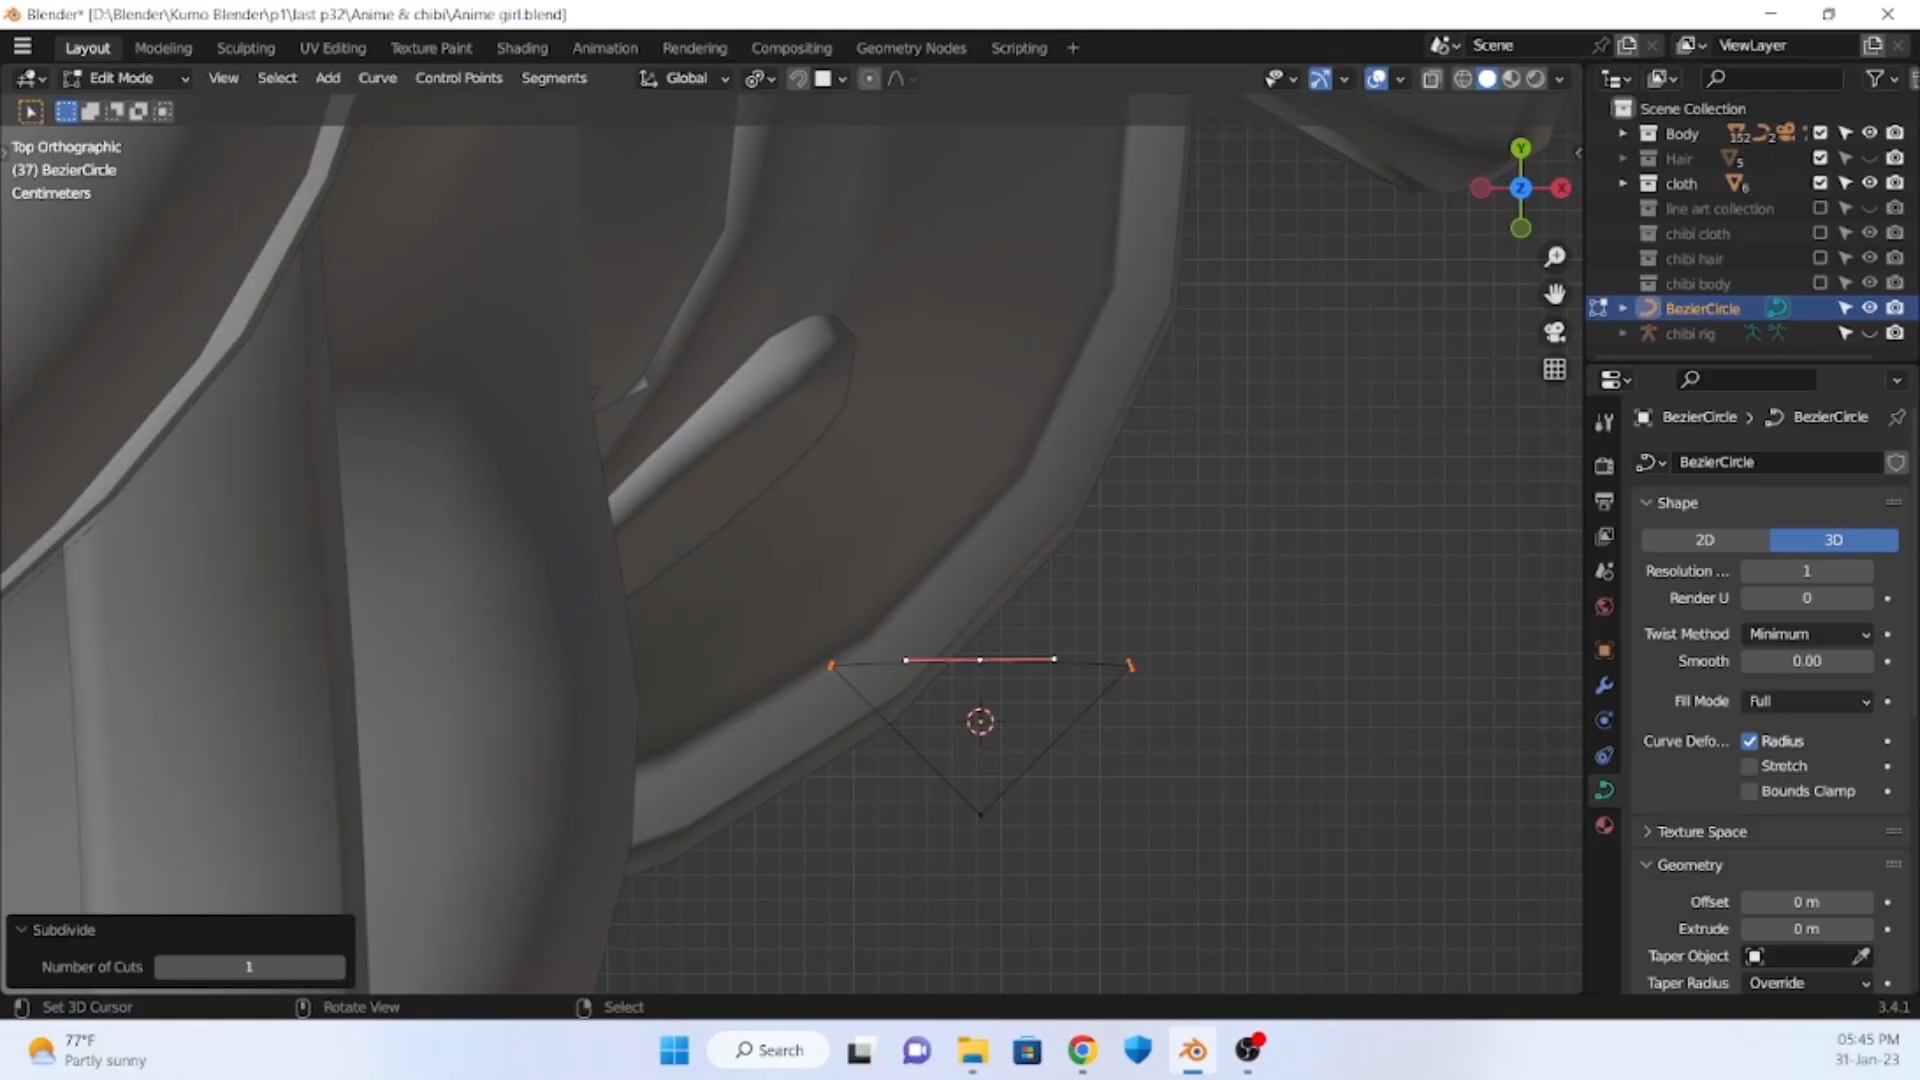 Blender* [D:\Blender\Kumo Blender\p1\last p32\Anime & chibi\Anime girl.blend]
Layout Modeling Sculpting UV Editing Texture Paint Shading Animation Rendering Compositing Geometry Nodes Scripting + Scene ViewLayer
Edit Mode View Select Add Curve Control Points Segments Global
Top Orthographic
(37) BezierCircle
Centimeters
Y
Z
X
Scene Collection
Body 152 2
Hair 5
cloth 6
line art collection
chibi cloth
chibi hair
chibi body
BezierCircle
chibi rig
BezierCircle > BezierCircle
BezierCircle
Shape
2D 3D
Resolution ... 1
Render U 0
Twist Method Minimum
Smooth 0.00
Fill Mode Full
Curve Defo... Radius
Stretch
Bounds Clamp
Texture Space
Geometry
Offset 0 m
Extrude 0 m
Taper Object
Taper Radius Override
Subdivide
Number of Cuts 1
Set 3D Cursor Rotate View Select 3.4.1
77°F
Partly sunny
Search
05:45 PM
31-Jan-23